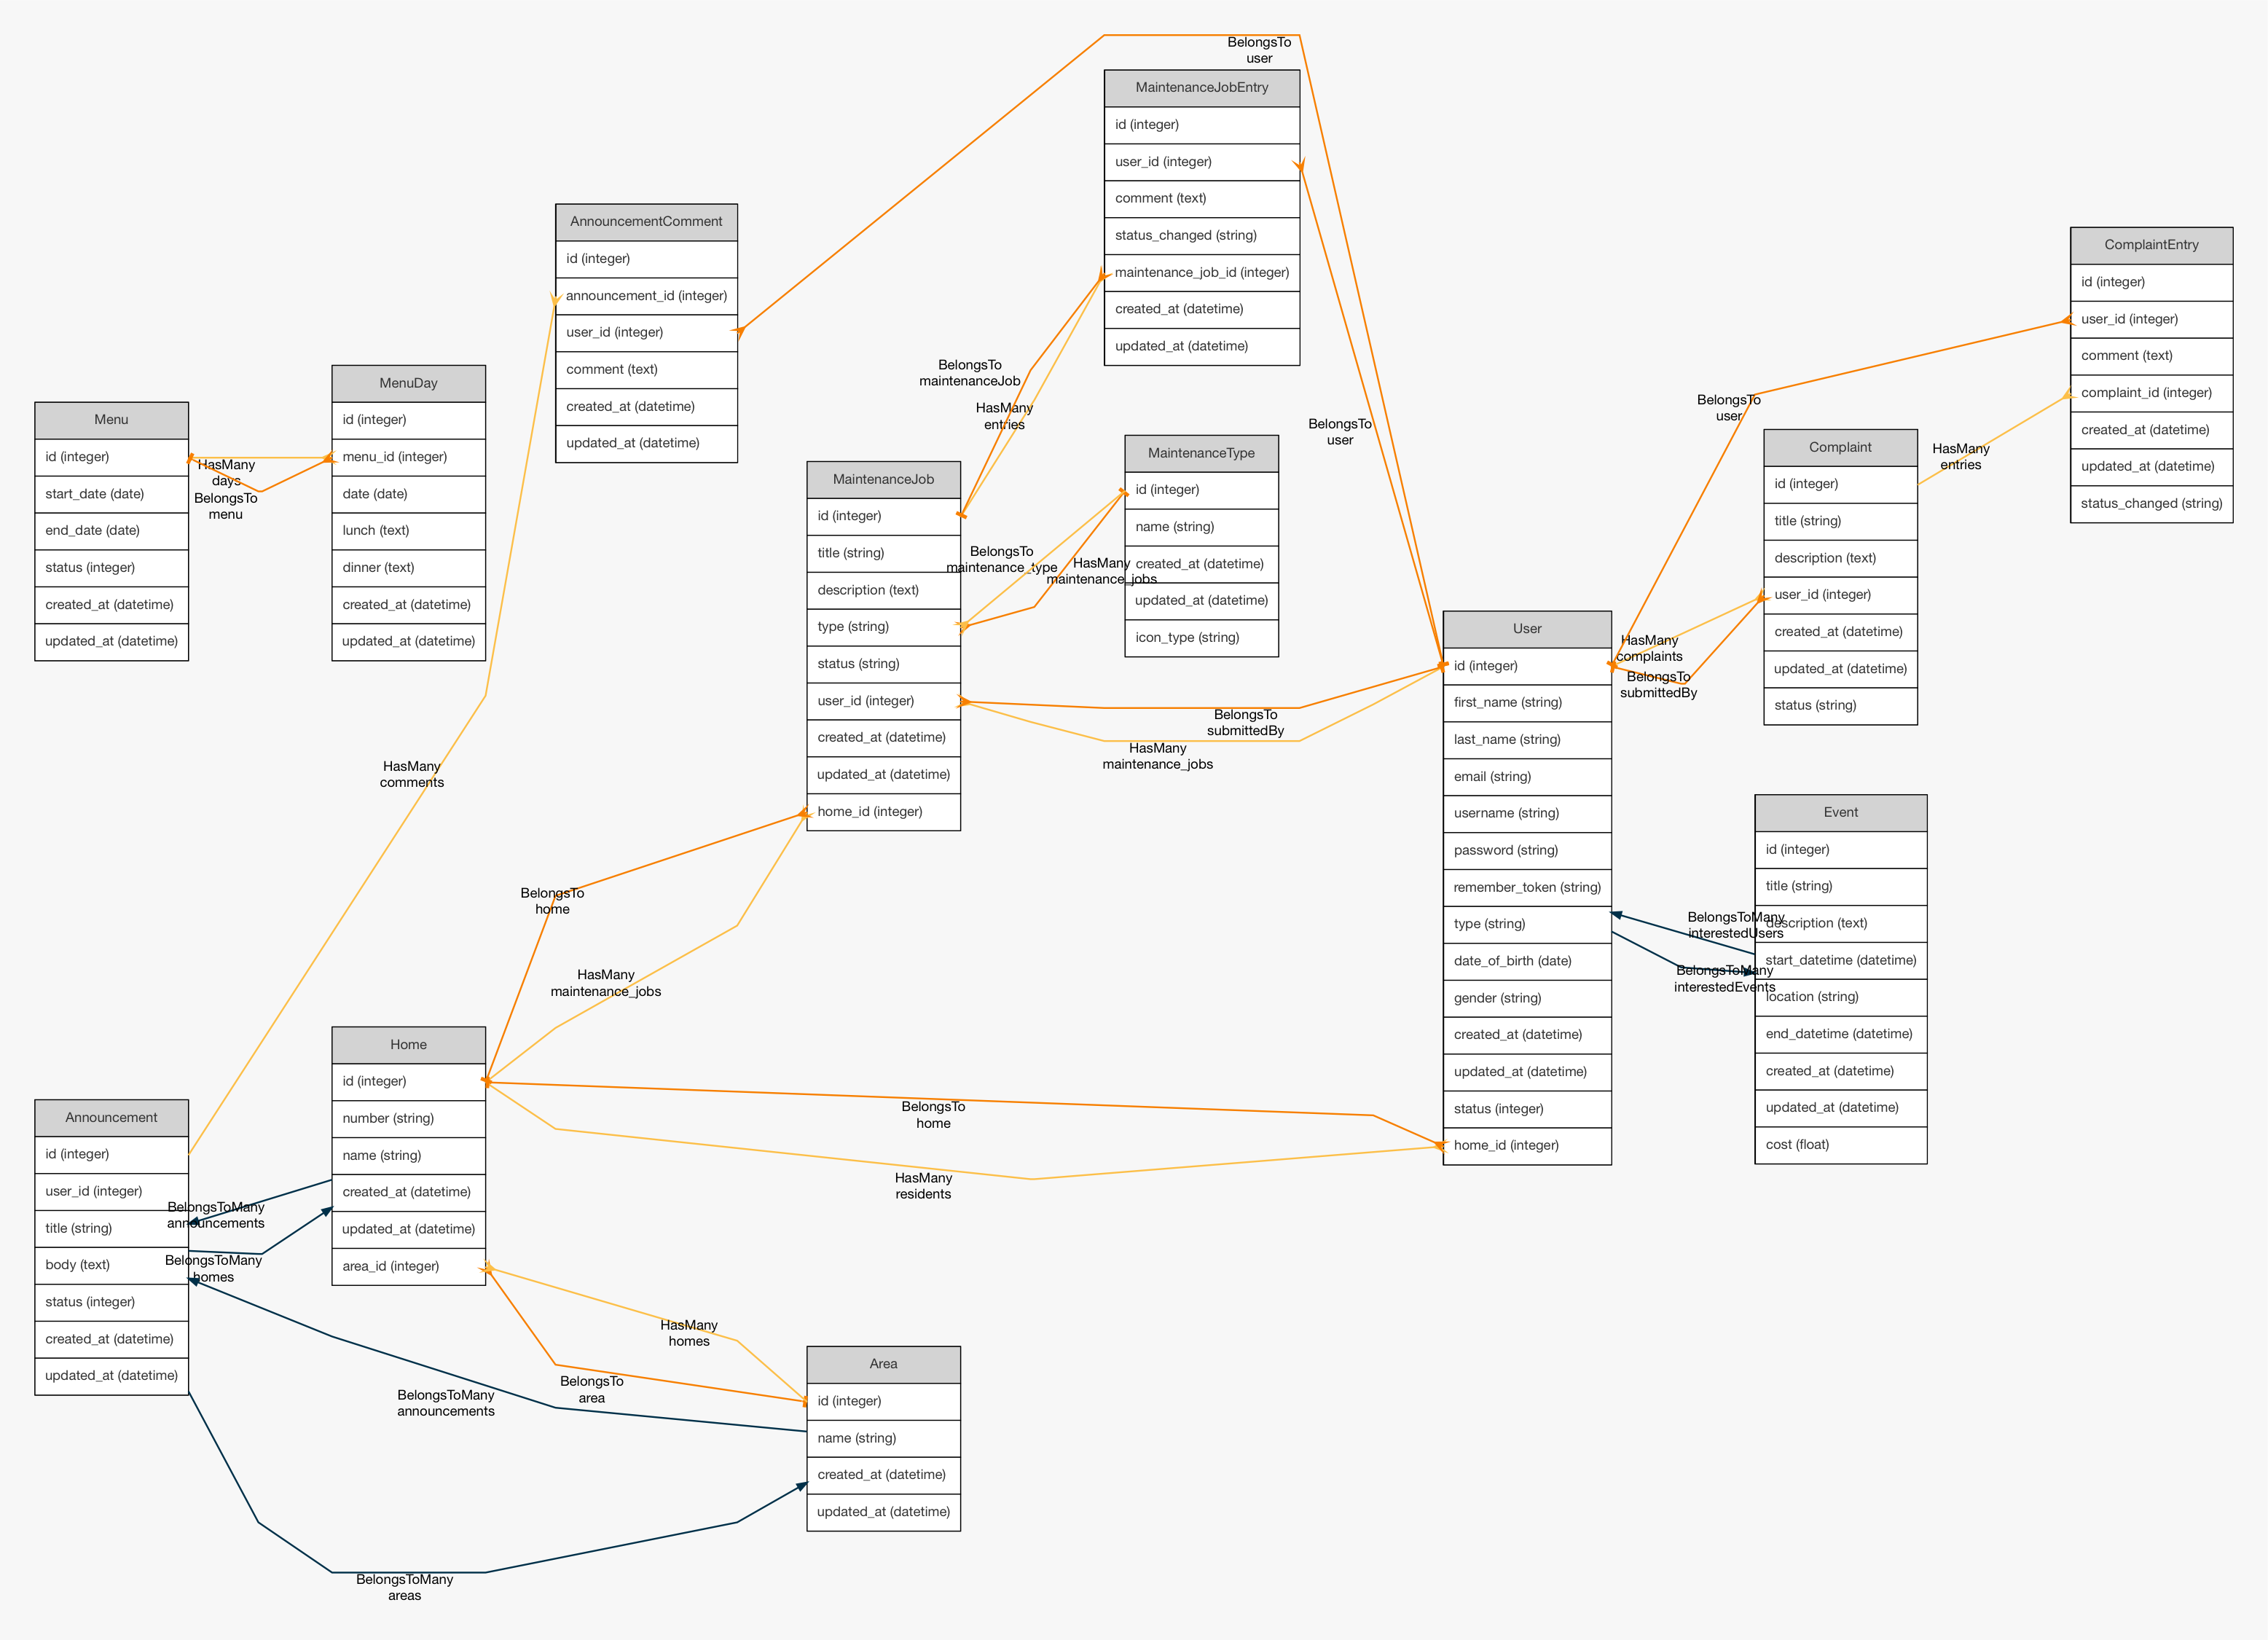 BelongsTo
user
MaintenanceJobEntry
id (integer)
user_id (integer)
comment (text)
status_changed (string)
maintenance_job_id (integer)
created_at (datetime)
updated_at (datetime)
AnnouncementComment
id (integer)
announcement_id (integer)
user_id (integer)
comment (text)
created_at (datetime)
updated_at (datetime)
ComplaintEntry
id (integer)
user_id (integer)
comment (text)
complaint_id (integer)
created_at (datetime)
updated_at (datetime)
status_changed (string)
Menu
id (integer)
start_date (date)
end_date (date)
status (integer)
created_at (datetime)
updated_at (datetime)
HasMany
days
BelongsTo
menu
MenuDay
id (integer)
menu_id (integer)
date (date)
lunch (text)
dinner (text)
created_at (datetime)
updated_at (datetime)
BelongsTo
maintenanceJob
HasMany
entries
BelongsTo
user
BelongsTo
user
HasMany
entries
MaintenanceJob
id (integer)
title (string)
description (text)
type (string)
status (string)
user_id (integer)
created_at (datetime)
updated_at (datetime)
home_id (integer)
BelongsTo
maintenance_type
HasMany
maintenance_jobs
MaintenanceType
id (integer)
name (string)
created_at (datetime)
updated_at (datetime)
icon_type (string)
Complaint
id (integer)
title (string)
description (text)
user_id (integer)
created_at (datetime)
updated_at (datetime)
status (string)
HasMany
complaints
BelongsTo
submittedBy
BelongsTo
submittedBy
HasMany
maintenance_jobs
User
id (integer)
first_name (string)
last_name (string)
email (string)
username (string)
password (string)
remember_token (string)
type (string)
date_of_birth (date)
gender (string)
created_at (datetime)
updated_at (datetime)
status (integer)
home_id (integer)
BelongsToMany
interestedUsers
BelongsToMany
interestedEvents
Event
id (integer)
title (string)
description (text)
start_datetime (datetime)
location (string)
end_datetime (datetime)
created_at (datetime)
updated_at (datetime)
cost (float)
HasMany
comments
BelongsTo
home
HasMany
maintenance_jobs
Home
id (integer)
number (string)
name (string)
created_at (datetime)
updated_at (datetime)
area_id (integer)
BelongsTo
home
HasMany
residents
Announcement
id (integer)
user_id (integer)
title (string)
body (text)
status (integer)
created_at (datetime)
updated_at (datetime)
BelongsToMany
announcements
BelongsToMany
homes
HasMany
homes
BelongsTo
area
BelongsToMany
announcements
Area
id (integer)
name (string)
created_at (datetime)
updated_at (datetime)
BelongsToMany
areas